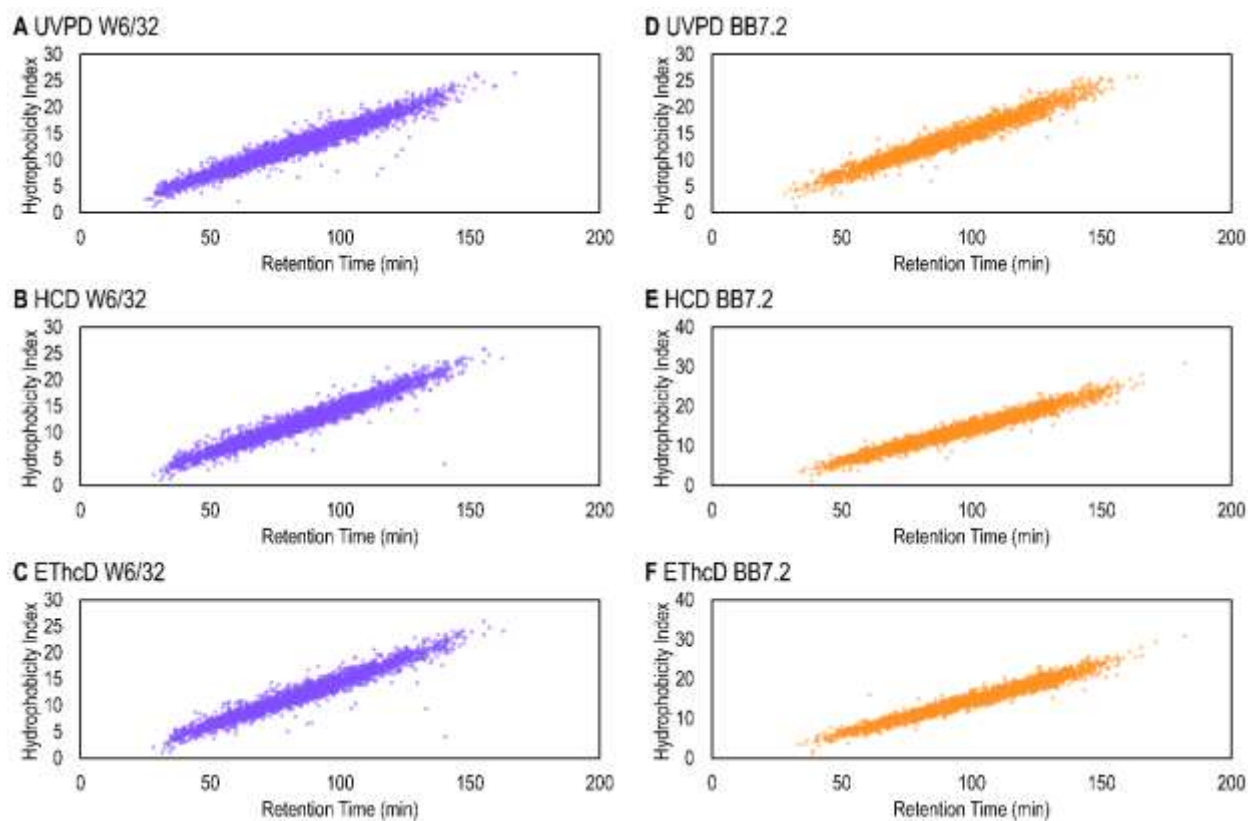 A UVPD W6/32
Hydrophobicity Index
30
25
20
15
10
5
0
0 50 100 150 200
Retention Time (min)
B HCD W6/32
Hydrophobicity Index
30
25
20
15
10
5
0
0 50 100 150 200
Retention Time (min)
C EThcD W6/32
Hydrophobicity Index
30
25
20
15
10
5
0
0 50 100 150 200
Retention Time (min)
D UVPD BB7.2
Hydrophobicity Index
30
25
20
15
10
5
0
0 50 100 150 200
Retention Time (min)
E HCD BB7.2
Hydrophobicity Index
40
30
20
10
0
0 50 100 150 200
Retention Time (min)
F EThcD BB7.2
Hydrophobicity Index
40
30
20
10
0
0 50 100 150 200
Retention Time (min)